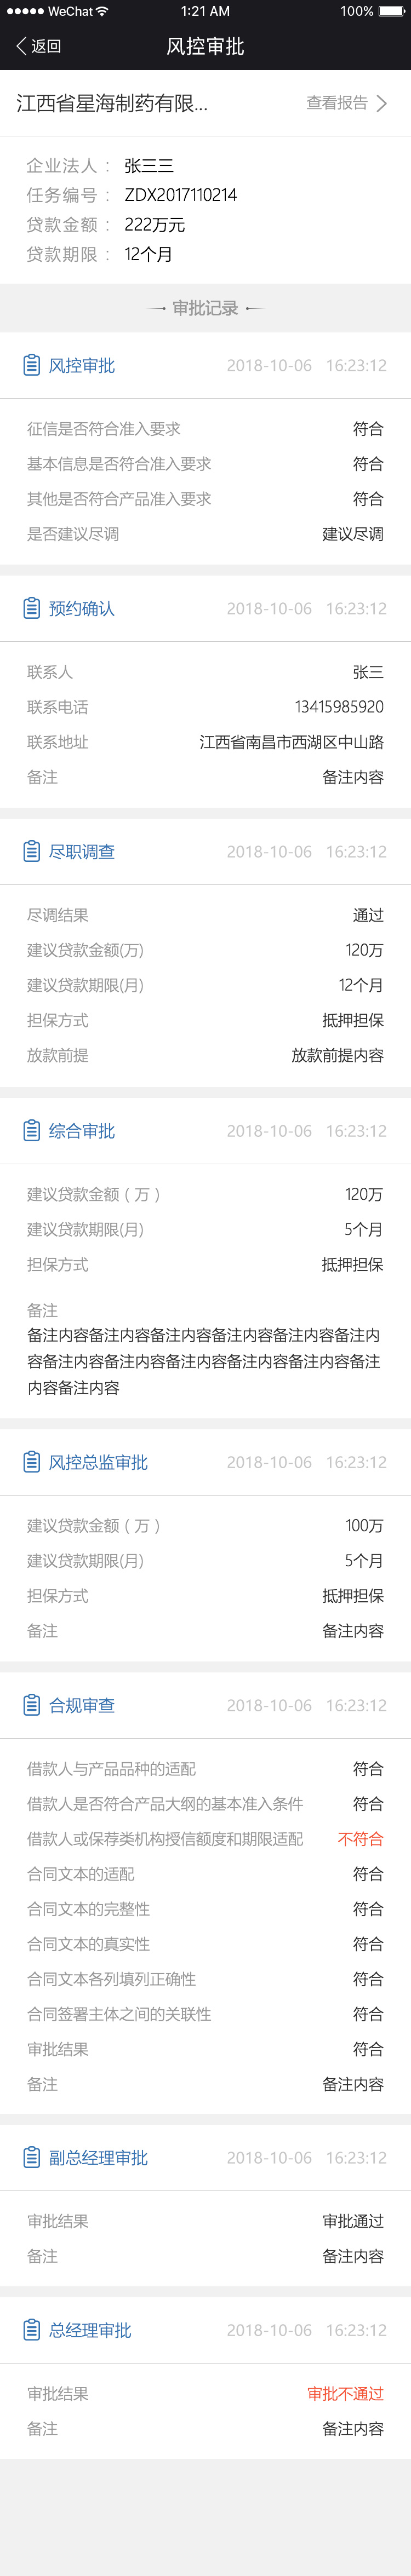 WeChat 1:21 AM 100%
返回 风控审批
江西省星海制药有限... 查看报告
企业法人： 张三三
任务编号： ZDX2017110214
贷款金额： 222万元
贷款期限： 12个月
审批记录
风控审批 2018-10-06 16:23:12
征信是否符合准入要求 符合
基本信息是否符合准入要求 符合
其他是否符合产品准入要求 符合
是否建议尽调 建议尽调
预约确认 2018-10-06 16:23:12
联系人 张三
联系电话 13415985920
联系地址 江西省南昌市西湖区中山路
备注 备注内容
尽职调查 2018-10-06 16:23:12
尽调结果 通过
建议贷款金额(万) 120万
建议贷款期限(月) 12个月
担保方式 抵押担保
放款前提 放款前提内容
综合审批 2018-10-06 16:23:12
建议贷款金额（万） 120万
建议贷款期限(月) 5个月
担保方式 抵押担保
备注
备注内容备注内容备注内容备注内容备注内容备注内
容备注内容备注内容备注内容备注内容备注内容备注
内容备注内容
风控总监审批 2018-10-06 16:23:12
建议贷款金额（万） 100万
建议贷款期限(月) 5个月
担保方式 抵押担保
备注 备注内容
合规审查 2018-10-06 16:23:12
借款人与产品品种的适配 符合
借款人是否符合产品大纲的基本准入条件 符合
借款人或保荐类机构授信额度和期限适配 不符合
合同文本的适配 符合
合同文本的完整性 符合
合同文本的真实性 符合
合同文本各列填列正确性 符合
合同签署主体之间的关联性 符合
审批结果 符合
备注 备注内容
副总经理审批 2018-10-06 16:23:12
审批结果 审批通过
备注 备注内容
总经理审批 2018-10-06 16:23:12
审批结果 审批不通过
备注 备注内容